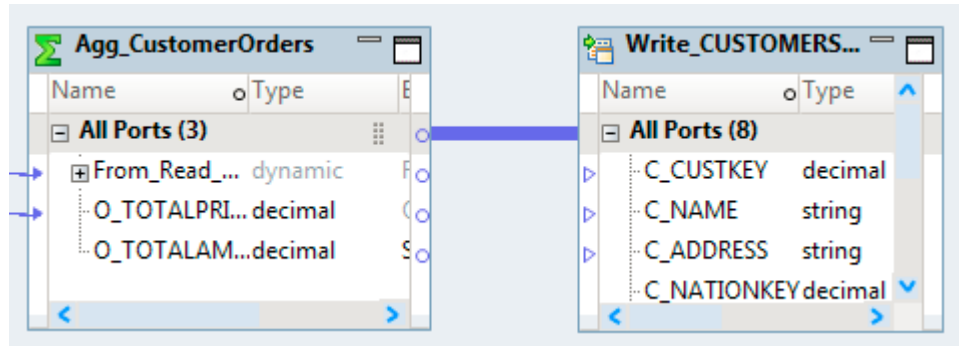 Agg_CustomerOrders
Name Type E
All Ports (3)
From_Read_... dynamic F
O_TOTALPRI... decimal
O_TOTALAM... decimal S
Write_CUSTOMERS...
Name Type
All Ports (8)
C_CUSTKEY decimal
C_NAME string
C_ADDRESS string
C_NATIONKEY decimal